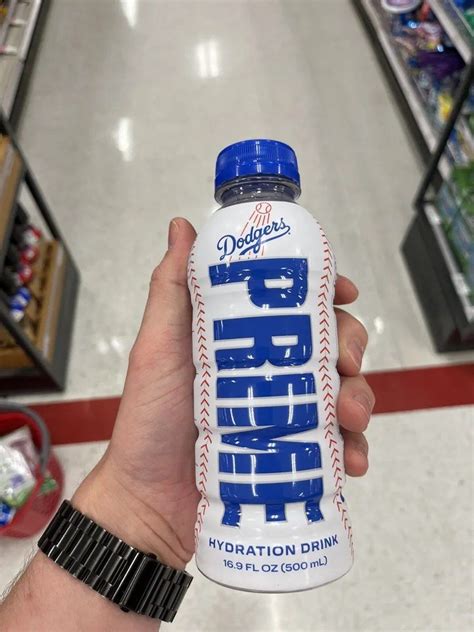 Dodgers
PRIME
HYDRATION DRINK
16.9 FL OZ (500 mL)